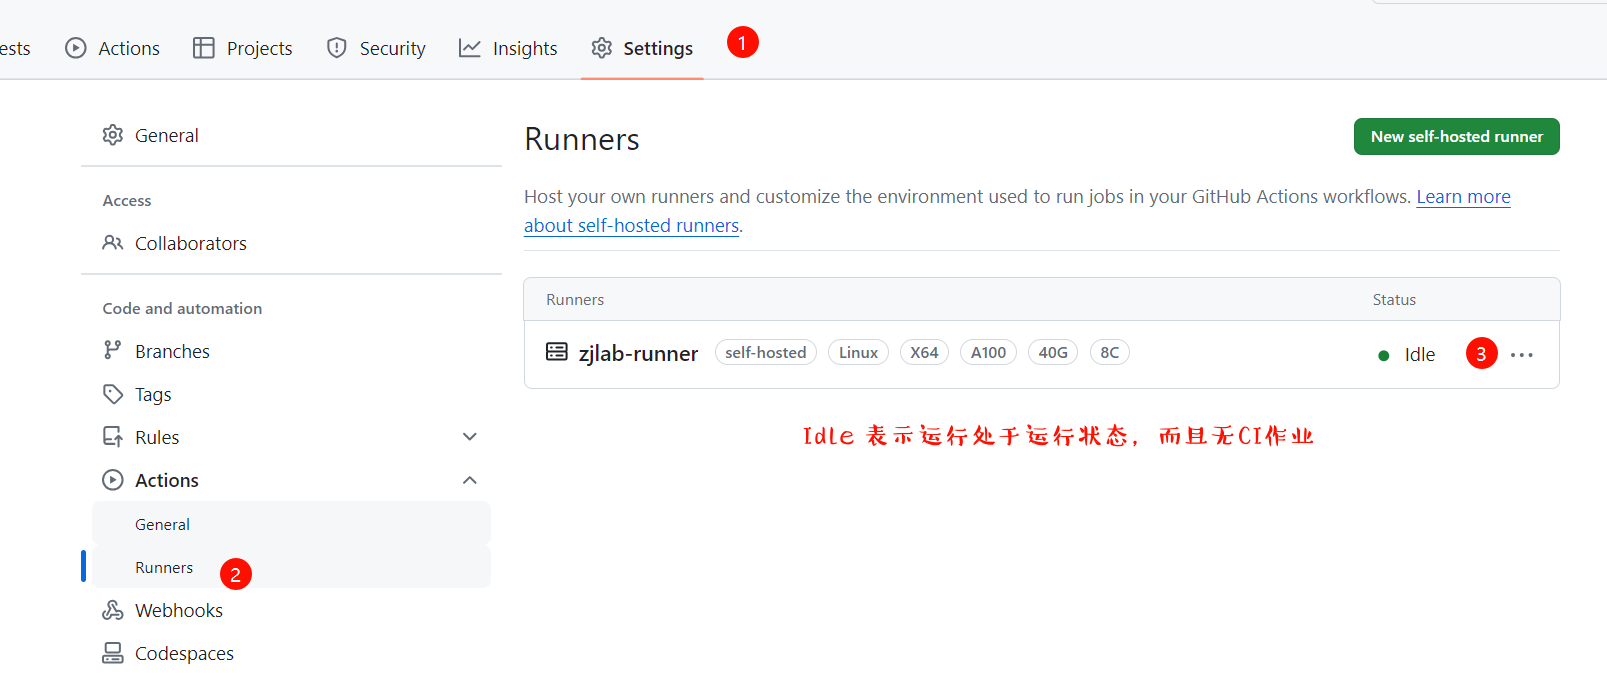 ests Actions Projects Security Insights Settings 1
General
Access
Collaborators
Code and automation
Branches
Tags
Rules
Actions
General
Runners 2
Webhooks
Codespaces
Runners
New self-hosted runner
Host your own runners and customize the environment used to run jobs in your GitHub Actions workflows. Learn more
about self-hosted runners.
Runners Status
zjlab-runner self-hosted Linux X64 A100 40G 8C Idle 3 ...
Idle 表示运行处于运行状态，而且无CI作业